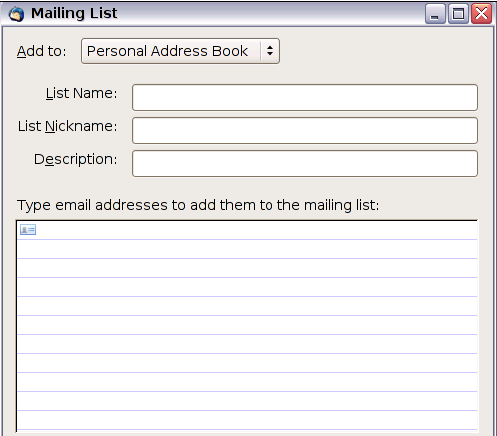 Mailing List
Add to: Personal Address Book
List Name:
List Nickname:
Description:
Type email addresses to add them to the mailing list: